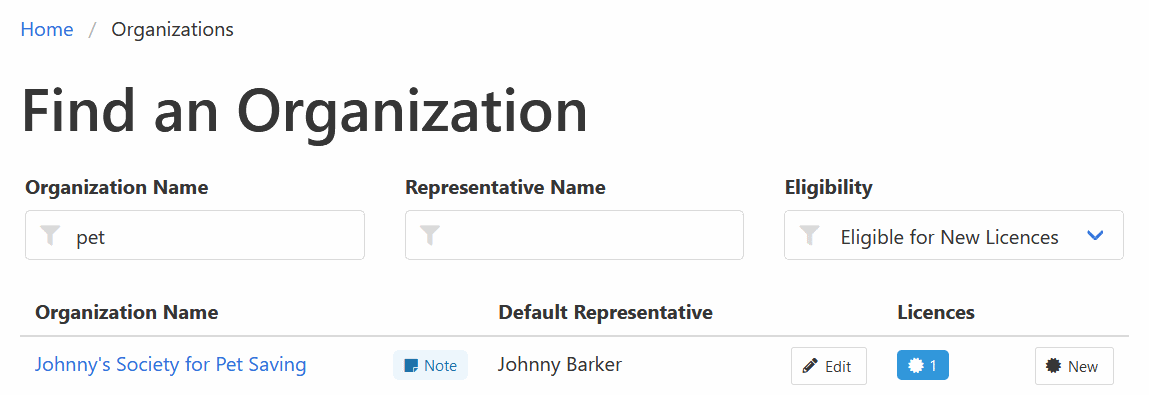 Home / Organizations
Find an Organization
Organization Name Representative Name Eligibility
pet Eligible for New Licences
Organization Name Default Representative Licences
Johnny's Society for Pet Saving Note Johnny Barker Edit 1 New